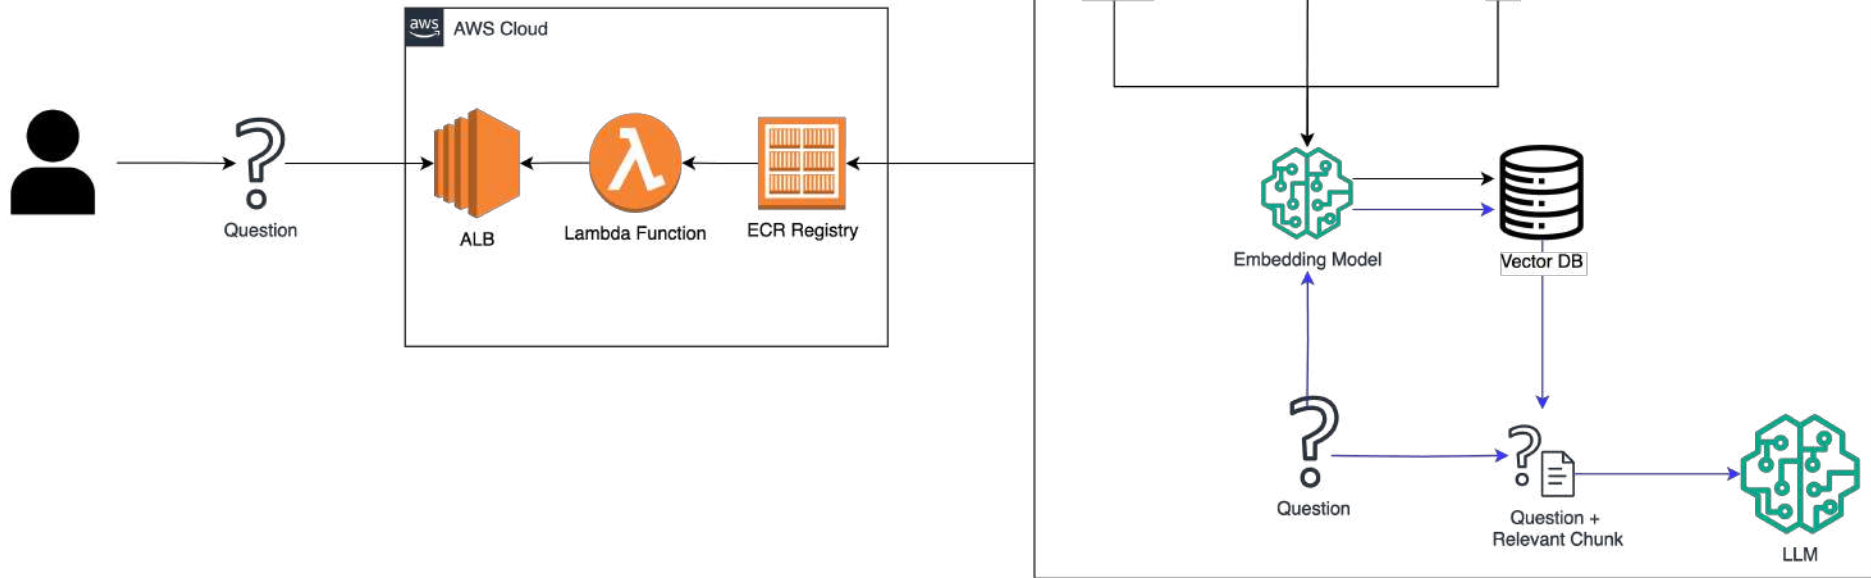 aws
AWS Cloud
Question
ALB
Lambda Function
ECR Registry
Embedding Model
Vector DB
Question
Question +
Relevant Chunk
LLM